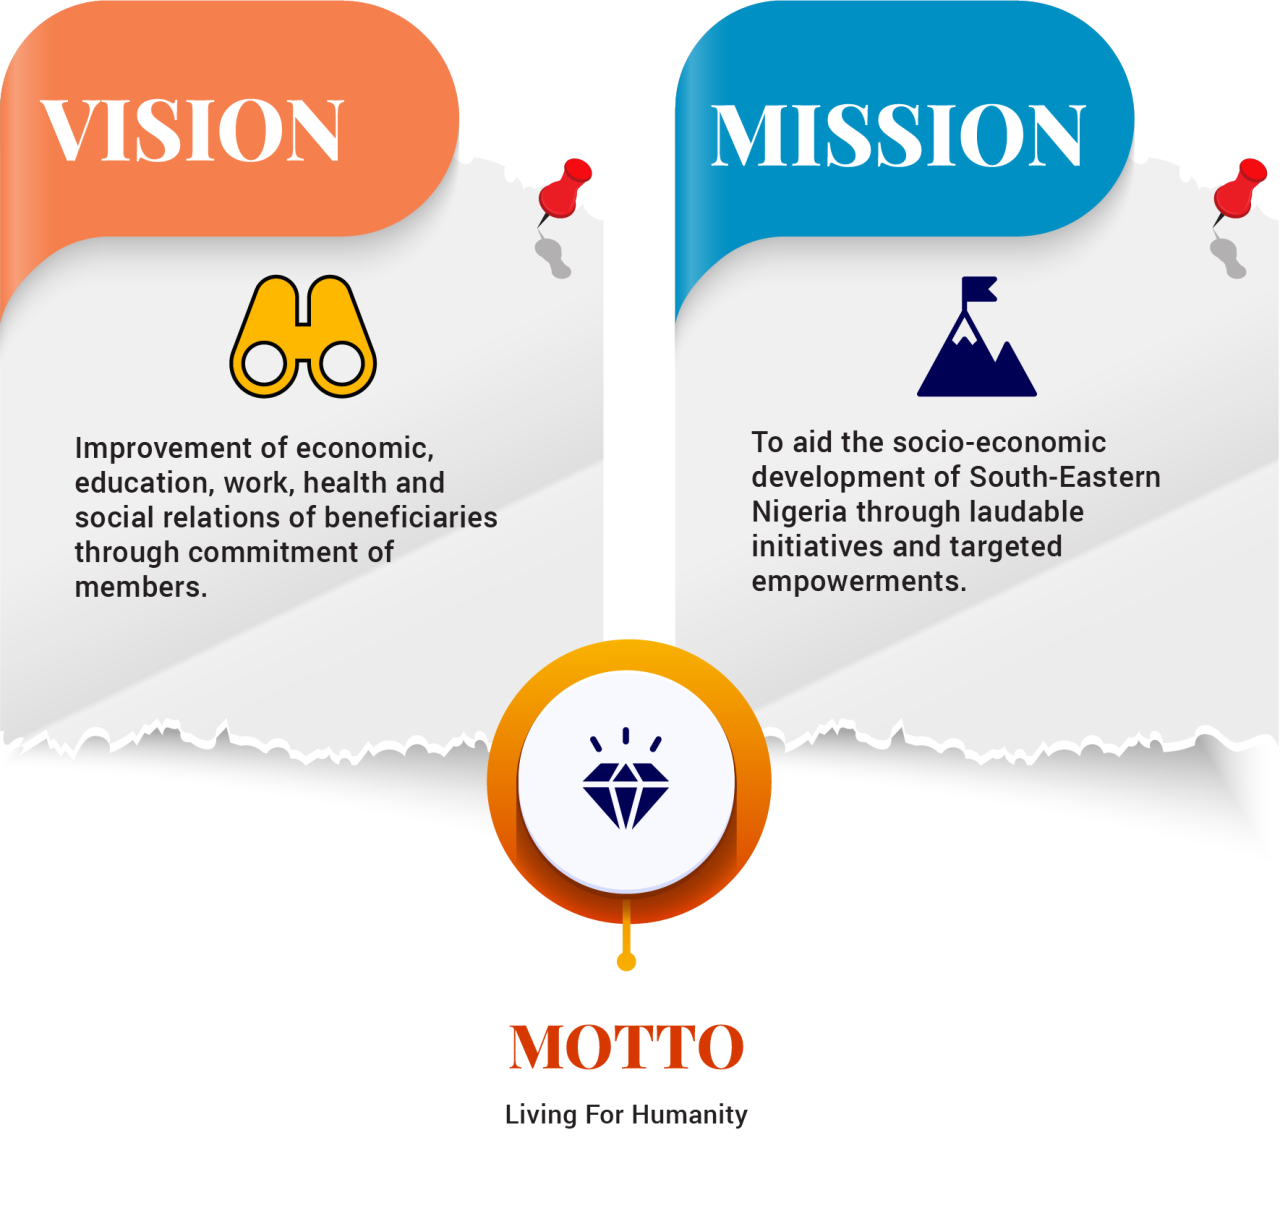 VISION
Improvement of economic,
education, work, health and
social relations of beneficiaries
through commitment of
members.
MISSION
To aid the socio-economic
development of South-Eastern
Nigeria through laudable
initiatives and targeted
empowerments.
MOTTO
Living For Humanity